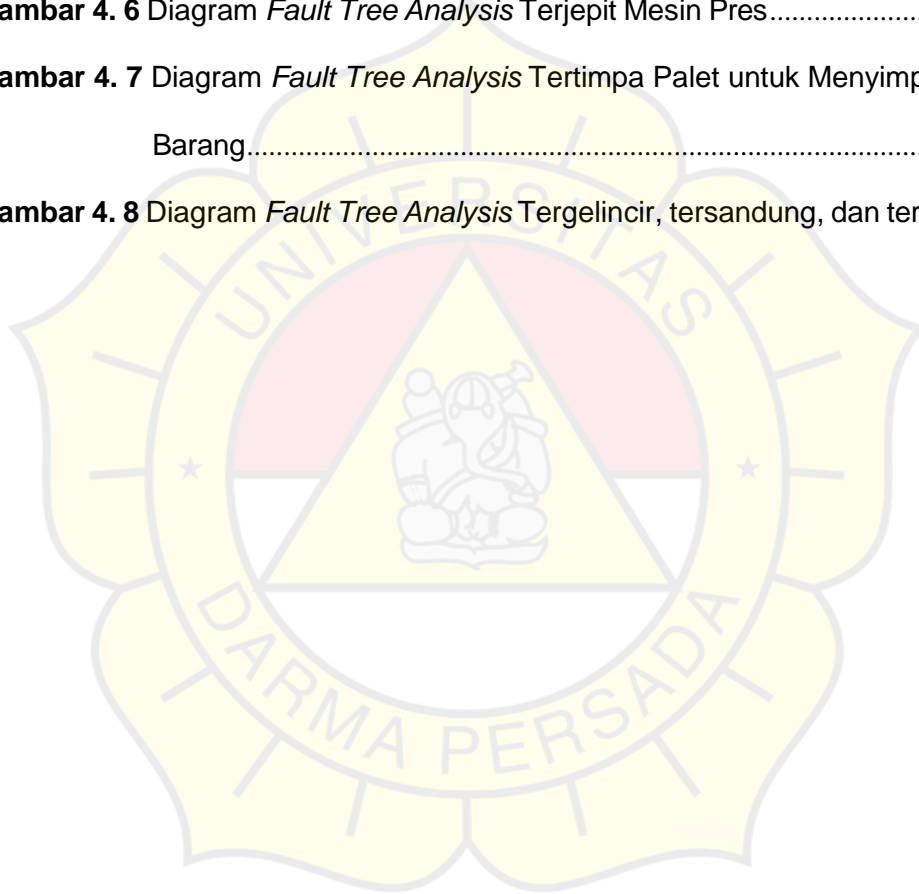 ambar 4. 6 Diagram Fault Tree Analysis Terjepit Mesin Pres....................
ambar 4. 7 Diagram Fault Tree Analysis Tertimpa Palet untuk Menyimp
Barang............................................................................................
ambar 4. 8 Diagram Fault Tree Analysis Tergelincir, tersandung, dan ter
UNIVERSITAS
DARMA PERSADA